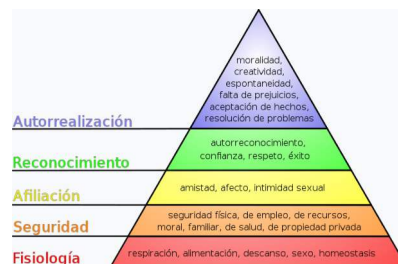 moralidad,
creatividad,
espontaneidad,
falta de prejuicios,
aceptación de hechos,
resolución de problemas
Autorrealización
autorreconocimiento,
confianza, respeto, éxito
Reconocimiento
amistad, afecto, intimidad sexual
Afiliación
seguridad física, de empleo, de recursos,
moral, familiar, de salud, de propiedad privada
Seguridad
respiración, alimentación, descanso, sexo, homeostasis
Fisiología